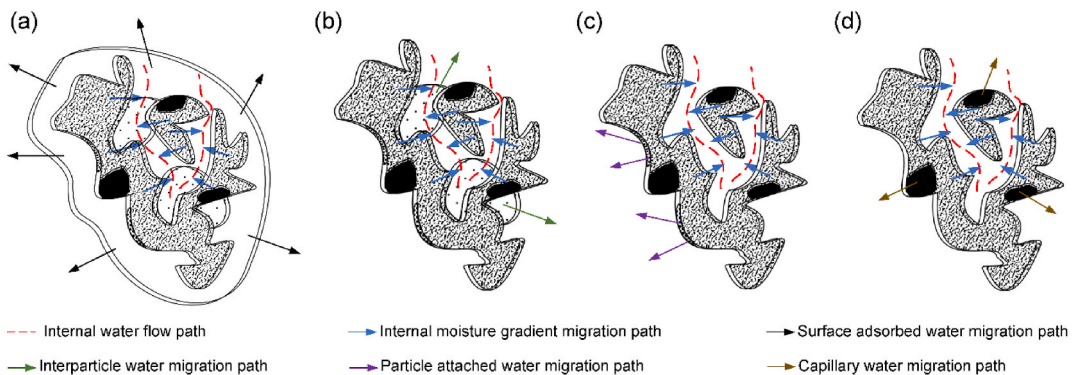 (a) (b) (c) (d)
Internal water flow path Internal moisture gradient migration path Surface adsorbed water migration path
Interparticle water migration path Particle attached water migration path Capillary water migration path